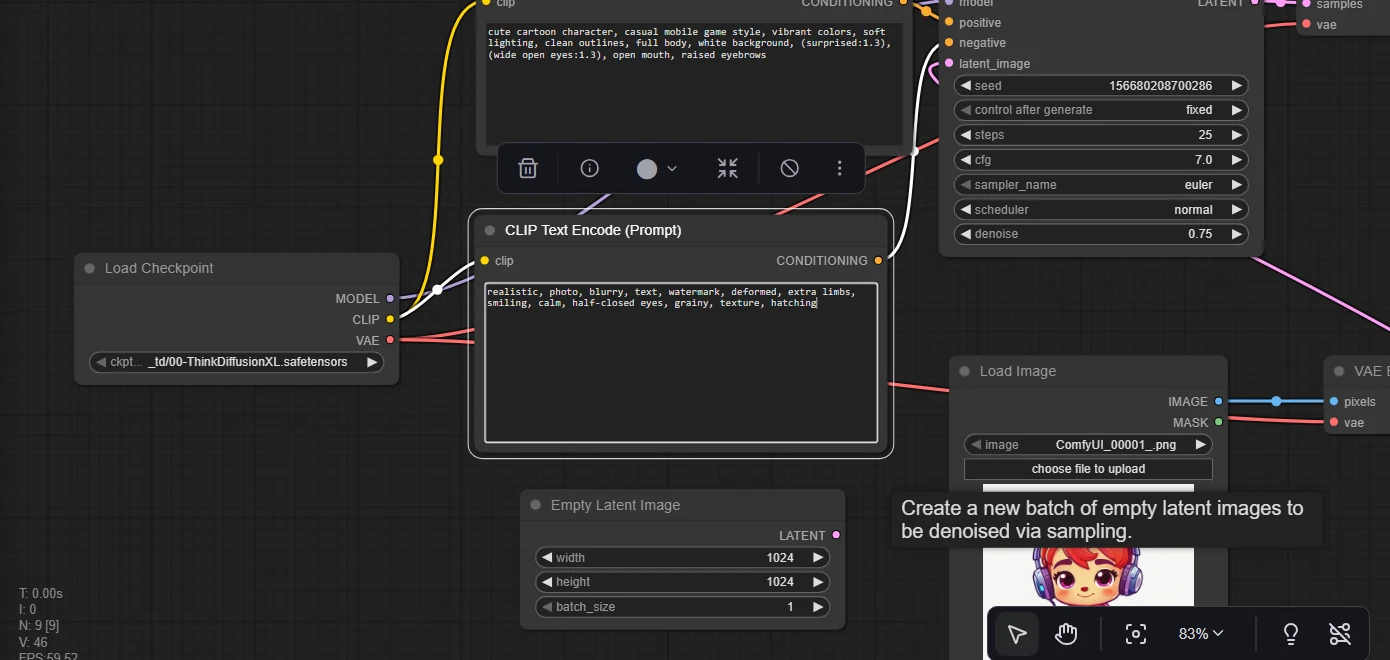 clip
CONDITIONING
cute cartoon character, casual mobile game style, vibrant colors, soft
lighting, clean outlines, full body, white background, (surprised:1.3),
(wide open eyes:1.3), open mouth, raised eyebrows
model
LATENT
positive
negative
latent_image
seed 156680208700286
control after generate fixed
steps 25
cfg 7.0
sampler_name euler
scheduler normal
denoise 0.75
samples
vae
Load Checkpoint
MODEL
CLIP
VAE
ckpt... _td/00-ThinkDiffusionXL.safetensors
CLIP Text Encode (Prompt)
clip
CONDITIONING
realistic, photo, blurry, text, watermark, deformed, extra limbs,
smiling, calm, half-closed eyes, grainy, texture, hatching
Load Image
IMAGE
MASK
image ComfyUI_00001_.png
choose file to upload
VAE E
pixels
vae
Empty Latent Image
LATENT
width 1024
height 1024
batch_size 1
Create a new batch of empty latent images to
be denoised via sampling.
T: 0.00s
I: 0
N: 9 [9]
V: 46
FPS:59.52
83%